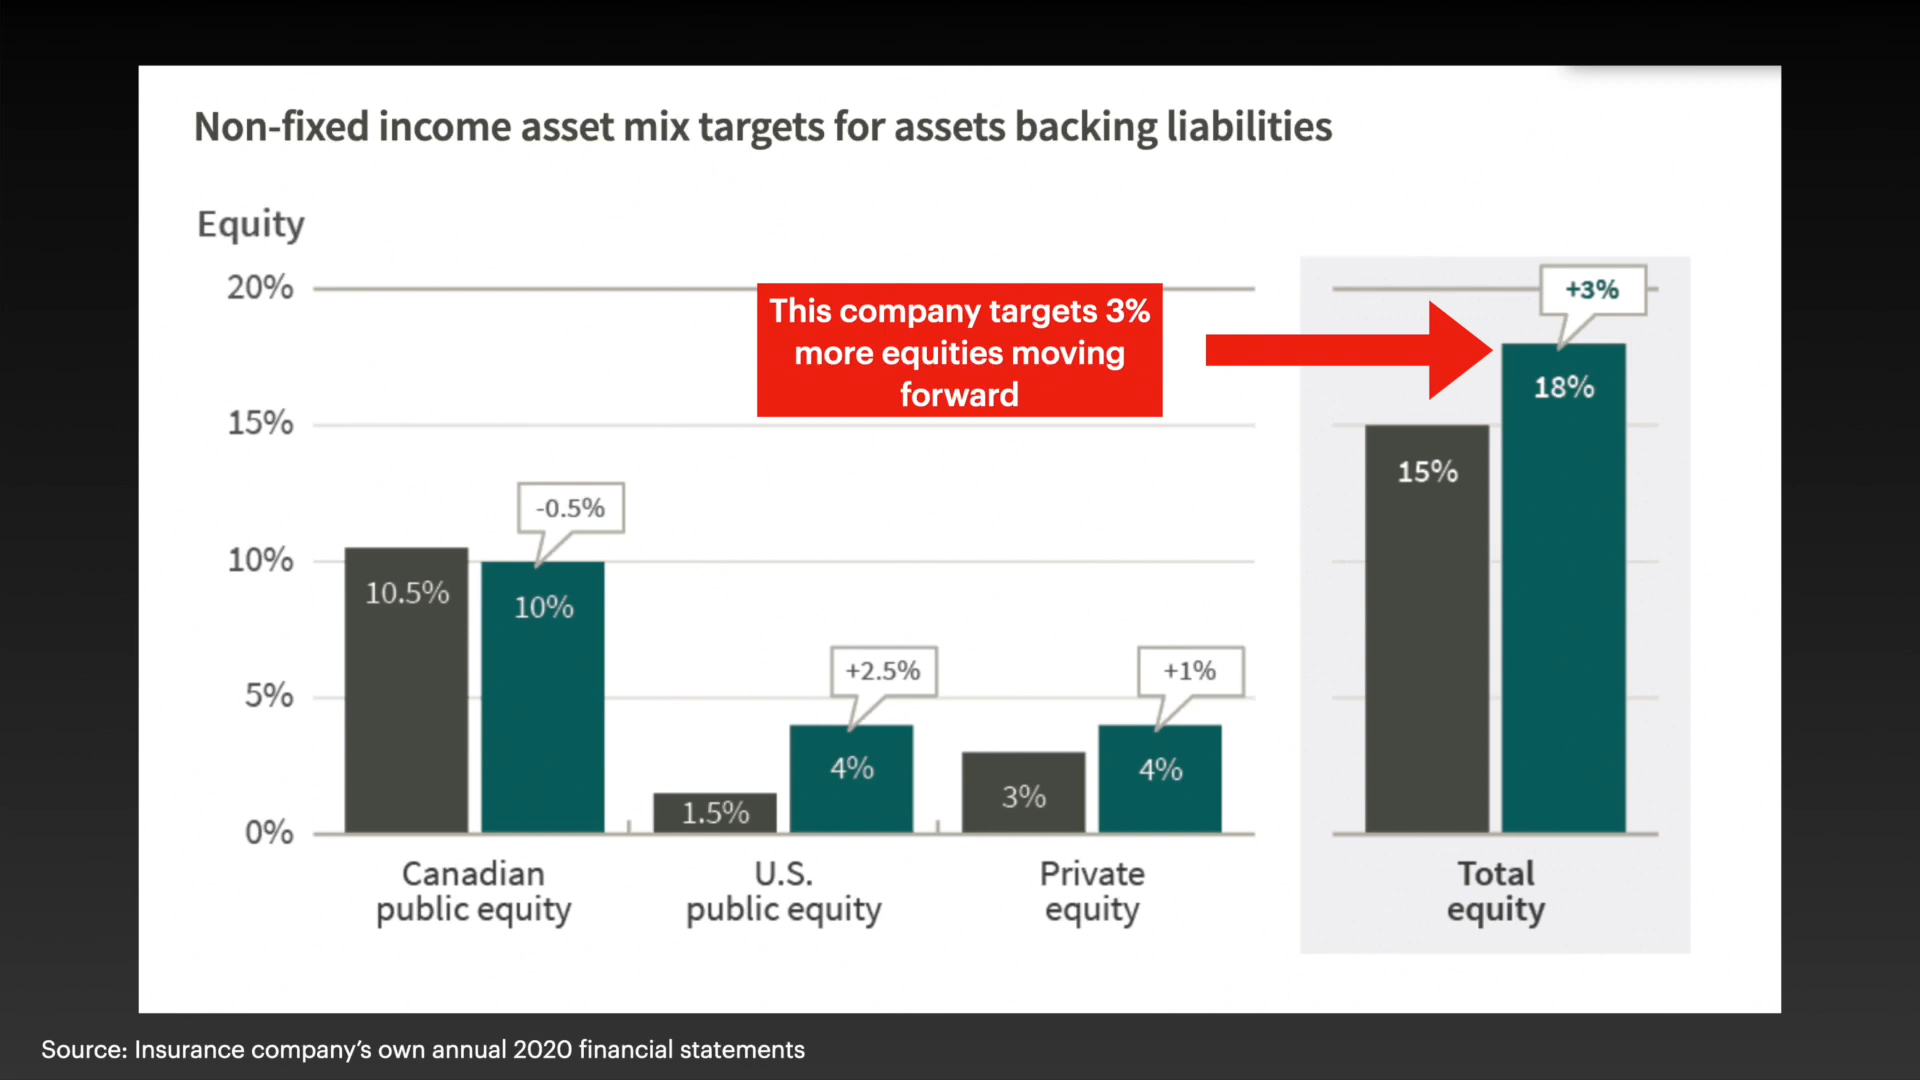 Non-fixed income asset mix targets for assets backing liabilities
Equity
20%
15%
10%
5%
0%
This company targets 3%
more equities moving
forward
+3%
18%
15%
-0.5%
10.5%
10%
+2.5%
1.5%
4%
+1%
3%
4%
Canadian
public equity
U.S.
public equity
Private
equity
Total
equity
Source: Insurance company’s own annual 2020 financial statements